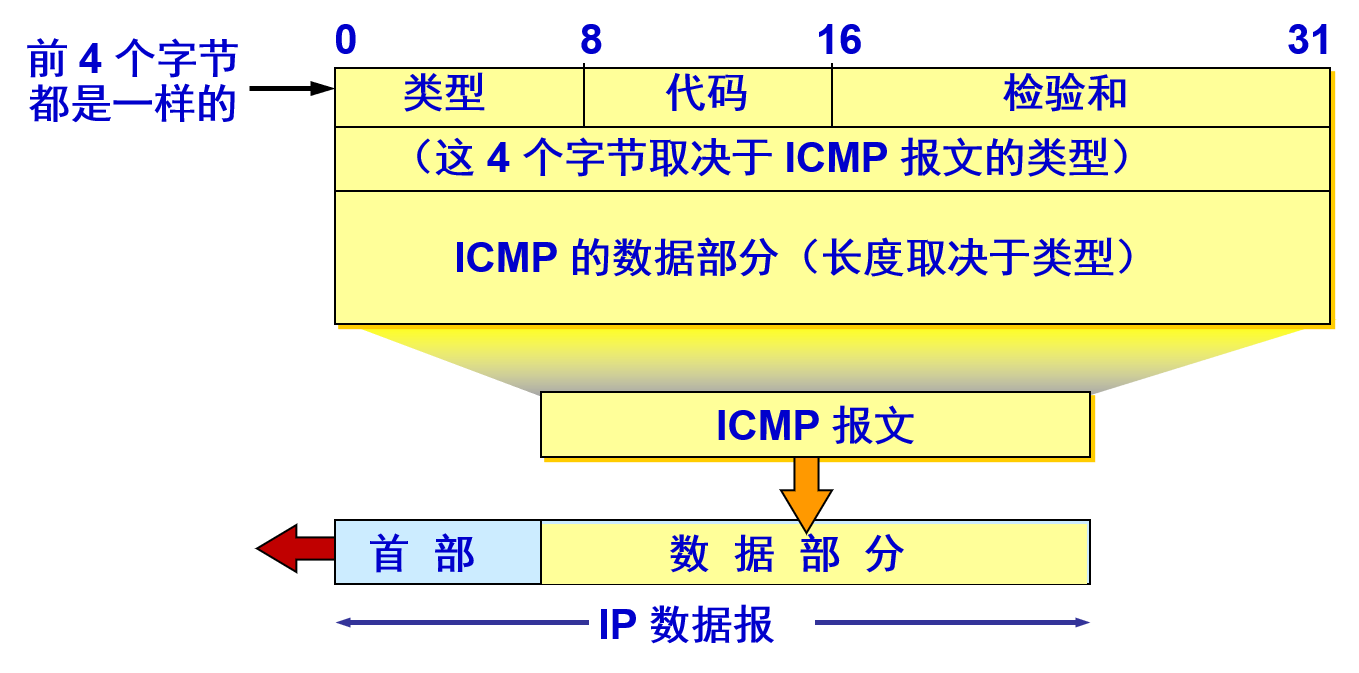 0 8 16 31
前 4 个字节
都是一样的
类型 代码 检验和
（这 4 个字节取决于 ICMP 报文的类型）
ICMP 的数据部分（长度取决于类型）
ICMP 报文
首 部 数 据 部 分
IP 数据报